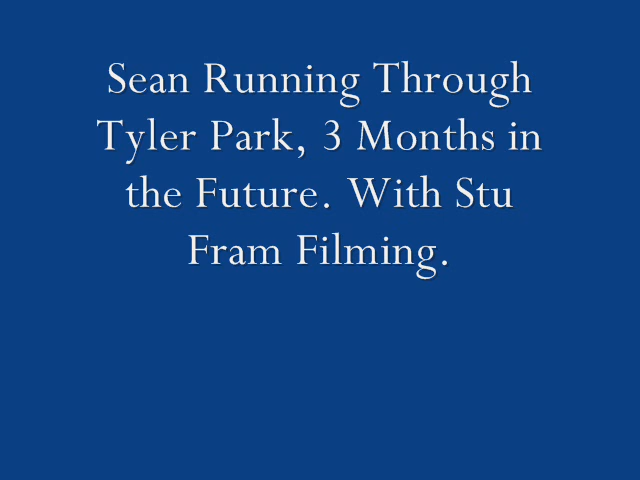 Sean Running Through
Tyler Park, 3 Months in
the Future. With Stu
Fram Filming.